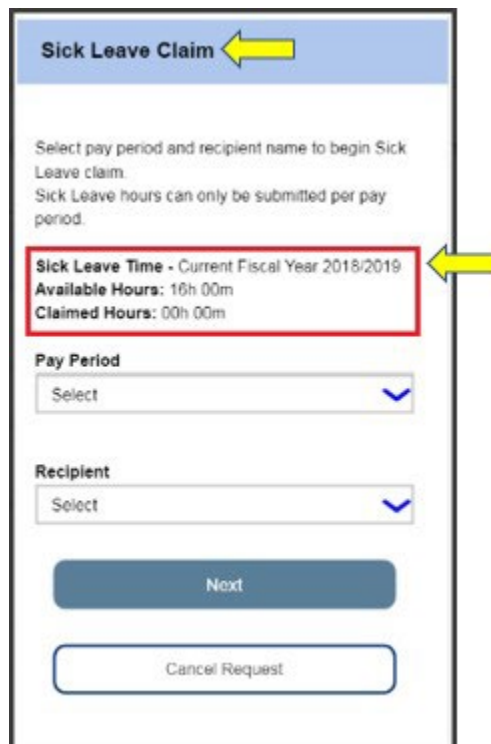 Sick Leave Claim
Select pay period and recipient name to begin Sick
Leave claim.
Sick Leave hours can only be submitted per pay
period.
Sick Leave Time - Current Fiscal Year 2018/2019
Available Hours: 16h 00m
Claimed Hours: 00h 00m
Pay Period
Select
Recipient
Select
Next
Cancel Request